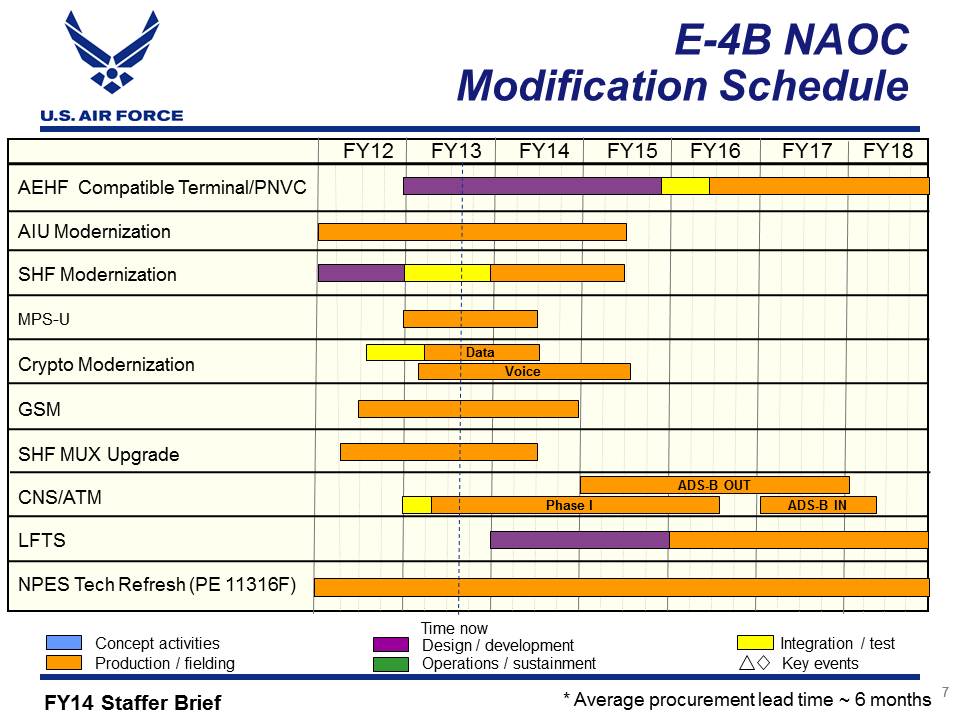 E-4B NAOC
Modification Schedule
U.S. AIR FORCE
FY12 FY13 FY14 FY15 FY16 FY17 FY18
AEHF Compatible Terminal/PNVC
AIU Modernization
SHF Modernization
MPS-U
Crypto Modernization
Data
Voice
GSM
SHF MUX Upgrade
CNS/ATM
ADS-B OUT
Phase I ADS-B IN
LFTS
NPES Tech Refresh (PE 11316F)
Time now
Concept activities Design / development Integration / test
Production / fielding Operations / sustainment Key events
FY14 Staffer Brief * Average procurement lead time ~ 6 months 7